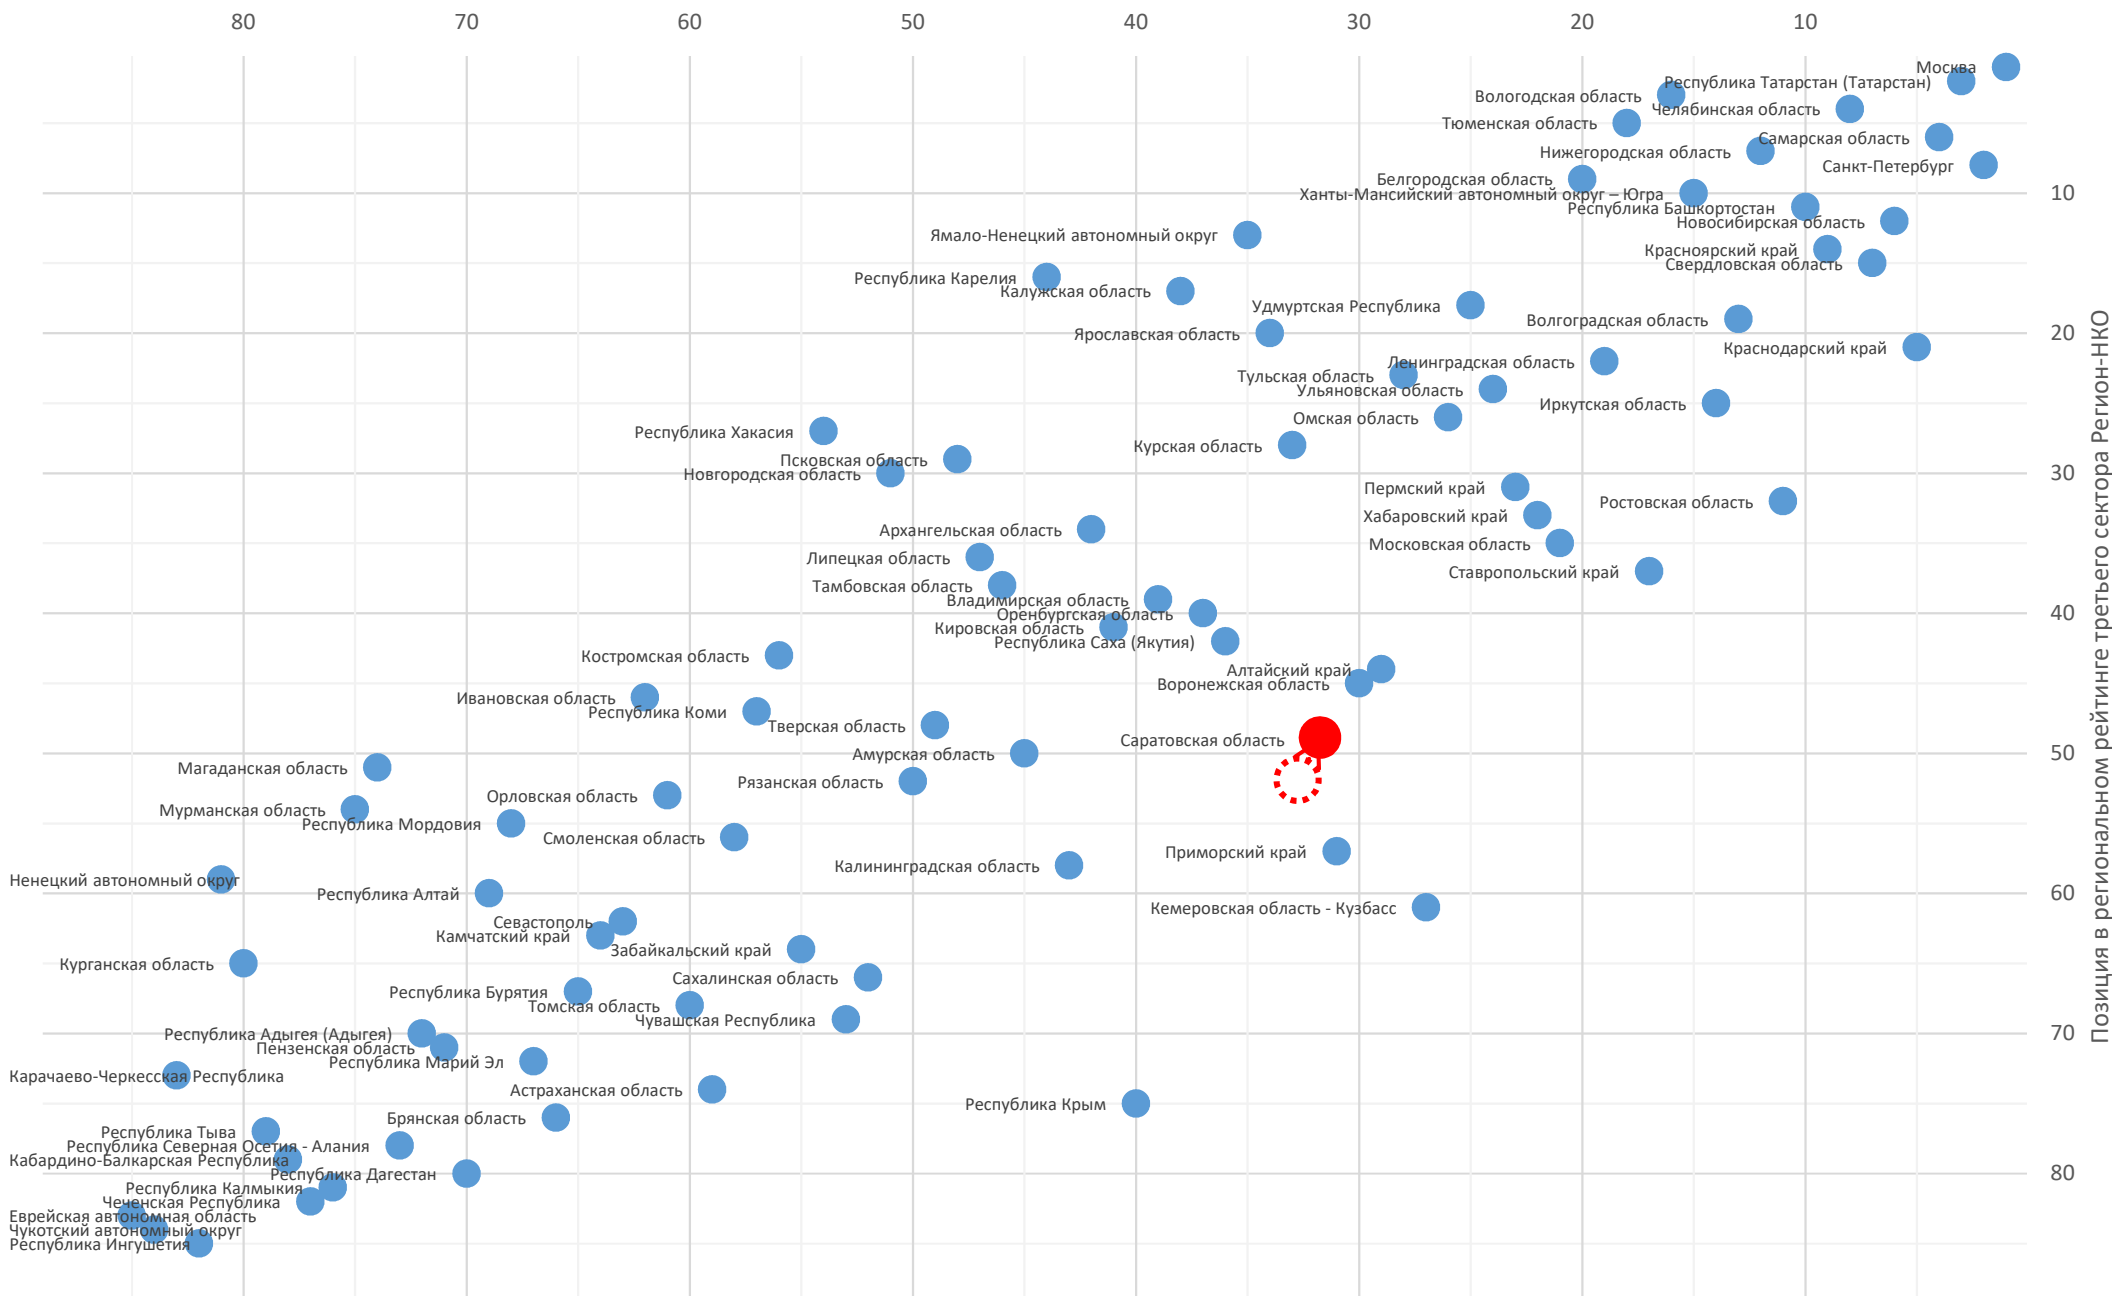 80 70 60 50 40 30 20 10
Москва
Республика Татарстан (Татарстан)
Вологодская область
Челябинская область
Тюменская область
Самарская область
Нижегородская область
Санкт-Петербург
Белгородская область
10
Ханты-Мансийский автономный округ – Югра
Республика Башкортостан
Новосибирская область
Ямало-Ненецкий автономный округ
Красноярский край
Свердловская область
Республика Карелия
Калужская область
Удмуртская Республика
Волгоградская область
20
Ярославская область
Краснодарский край
Ленинградская область
Тульская область
Ульяновская область
Иркутская область
Омская область
Республика Хакасия
Курская область
Псковская область
Новгородская область
30
Пермский край
Ростовская область
Хабаровский край
Архангельская область
Московская область
Липецкая область
Ставропольский край
Тамбовская область
Владимирская область
40
Оренбургская область
Кировская область
Республика Саха (Якутия)
Костромская область
Алтайский край
Воронежская область
Ивановская область
Республика Коми
Тверская область
Саратовская область
50
Амурская область
Магаданская область
Рязанская область
Орловская область
Мурманская область
Республика Мордовия
Смоленская область
Приморский край
Калининградская область
Ненецкий автономный округ
60
Республика Алтай
Кемеровская область - Кузбасс
Севастополь
Камчатский край
Забайкальский край
Курганская область
Сахалинская область
Республика Бурятия
Томская область
Чувашская Республика
70
Республика Адыгея (Адыгея)
Пензенская область
Республика Марий Эл
Карачаево-Черкесская Республика
Астраханская область
Республика Крым
Брянская область
Республика Тыва
Республика Северная Осетия - Алания
Кабардино-Балкарская Республика
80
Республика Дагестан
Республика Калмыкия
Чеченская Республика
Еврейская автономная область
Чукотский автономный округ
Республика Ингушетия
Позиция в региональном рейтинге третьего сектора Регион-НКО